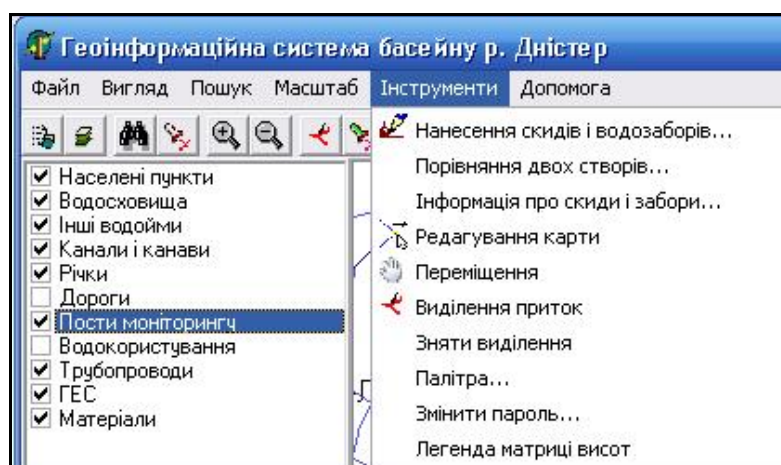 Геоінформаційна система басейну р. Дністер
Файл Вигляд Пошук Масштаб Інструменти Допомога
Населені пункти
Водосховища
Інші водойми
Канали і канави
Річки
Дороги
Пости моніторингу
Водокористування
Трубопроводи
ГЕС
Матеріали
Нанесення скидів і водозаборів...
Порівняння двох створів...
Інформація про скиди і забори...
Редагування карти
Переміщення
Виділення приток
Зняти виділення
Палітра...
Змінити пароль...
Легенда матриці висот